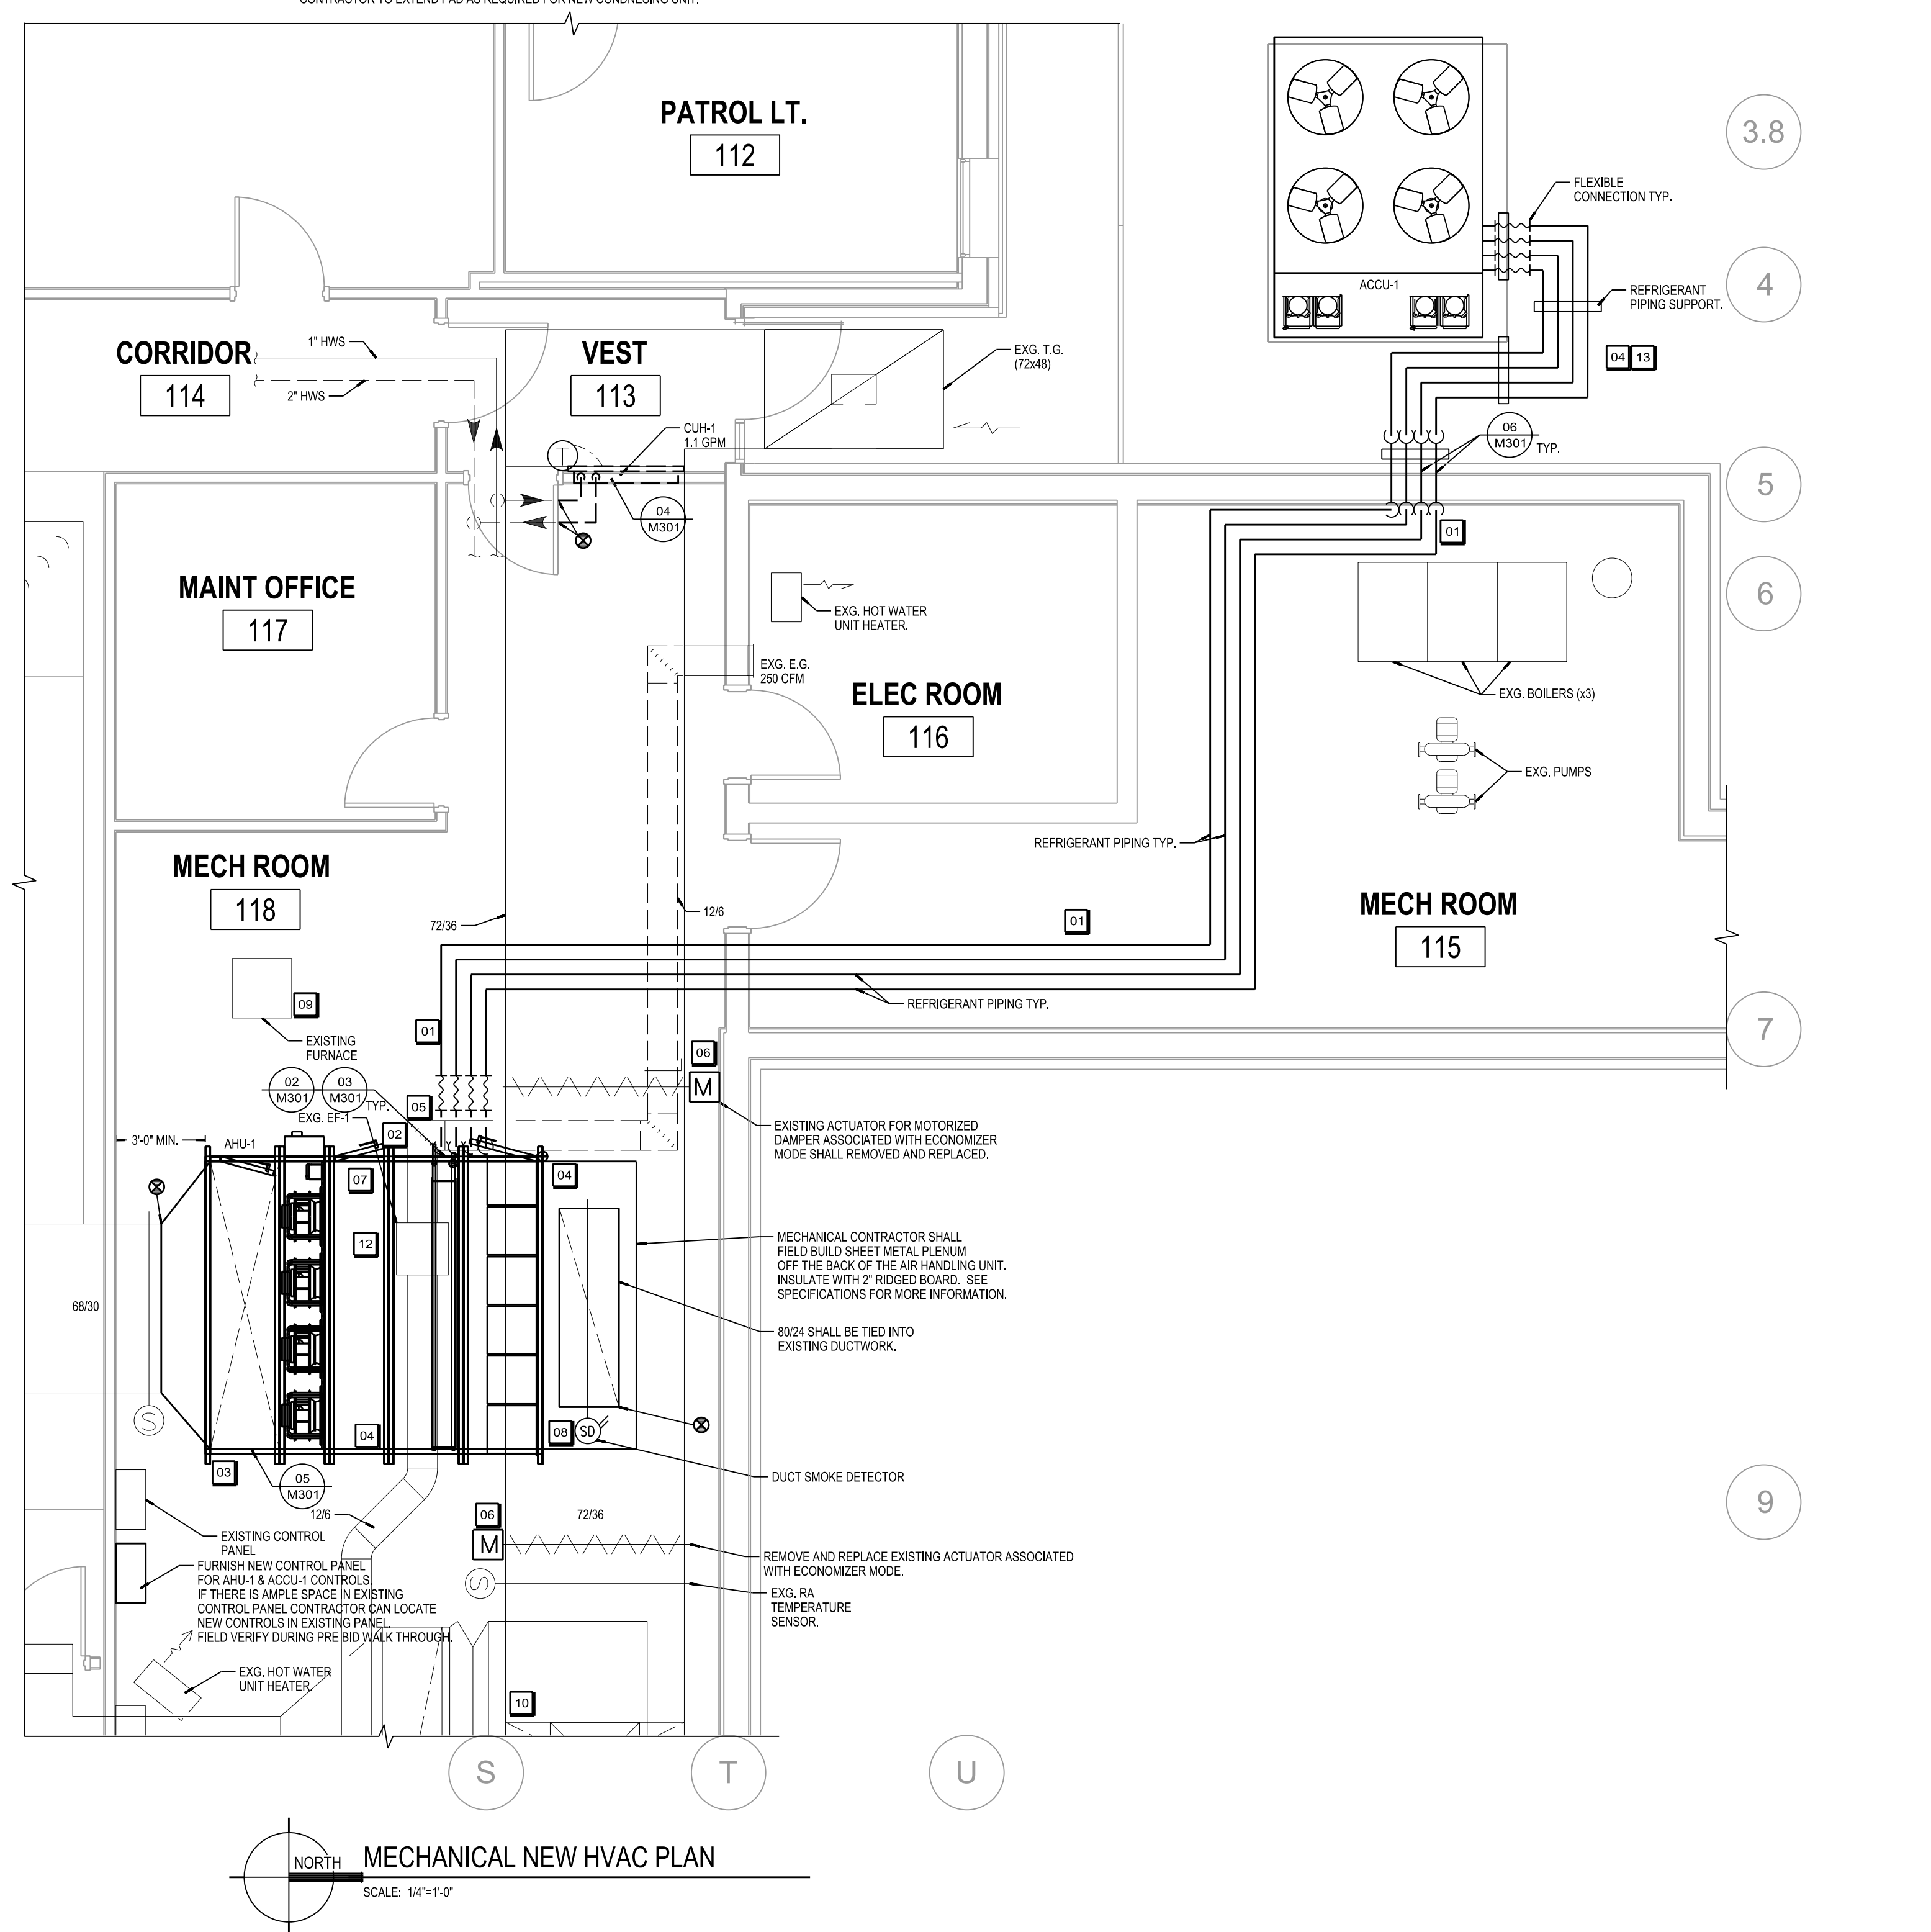 CONTRACTOR TO EXTEND PAD AS REQUIRED FOR NEW CONDNESING UNIT.
PATROL LT.
112
3.8
FLEXIBLE
CONNECTION TYP.
ACCU-1
4
REFRIGERANT
PIPING SUPPORT.
CORRIDOR
114
1" HWS
2" HWS
VEST
113
EXG. T.G.
(72x48)
04
13
CUH-1
1.1 GPM
T
06
M301
TYP.
5
04
M301
01
MAINT OFFICE
117
EXG. HOT WATER
UNIT HEATER.
6
EXG. E.G.
250 CFM
ELEC ROOM
116
EXG. BOILERS (x3)
EXG. PUMPS
REFRIGERANT PIPING TYP.
MECH ROOM
118
72/36
12/6
01
MECH ROOM
115
09
REFRIGERANT PIPING TYP.
01
EXISTING
FURNACE
06
M
7
02
M301
03
M301
TYP.
05
EXG. EF-1
02
EXISTING ACTUATOR FOR MOTORIZED
DAMPER ASSOCIATED WITH ECONOMIZER
MODE SHALL REMOVED AND REPLACED.
3'-0" MIN.
AHU-1
07
04
12
MECHANICAL CONTRACTOR SHALL
FIELD BUILD SHEET METAL PLENUM
OFF THE BACK OF THE AIR HANDLING UNIT.
INSULATE WITH 2" RIDGED BOARD.  SEE
SPECIFICATIONS FOR MORE INFORMATION.
68/30
80/24 SHALL BE TIED INTO
EXISTING DUCTWORK.
S
04
08
SD
03
05
M301
DUCT SMOKE DETECTOR
12/6
06
M
72/36
9
EXISTING CONTROL
PANEL
REMOVE AND REPLACE EXISTING ACTUATOR ASSOCIATED
WITH ECONOMIZER MODE.
FURNISH NEW CONTROL PANEL
FOR AHU-1 & ACCU-1 CONTROLS.
IF THERE IS AMPLE SPACE IN EXISTING
CONTROL PANEL CONTRACTOR CAN LOCATE
NEW CONTROLS IN EXISTING PANEL.
FIELD VERIFY DURING PRE BID WALK THROUGH.
S
EXG. RA
TEMPERATURE
SENSOR.
EXG. HOT WATER
UNIT HEATER.
10
S
T
U
NORTH
MECHANICAL NEW HVAC PLAN
SCALE:  1/4"=1'-0"